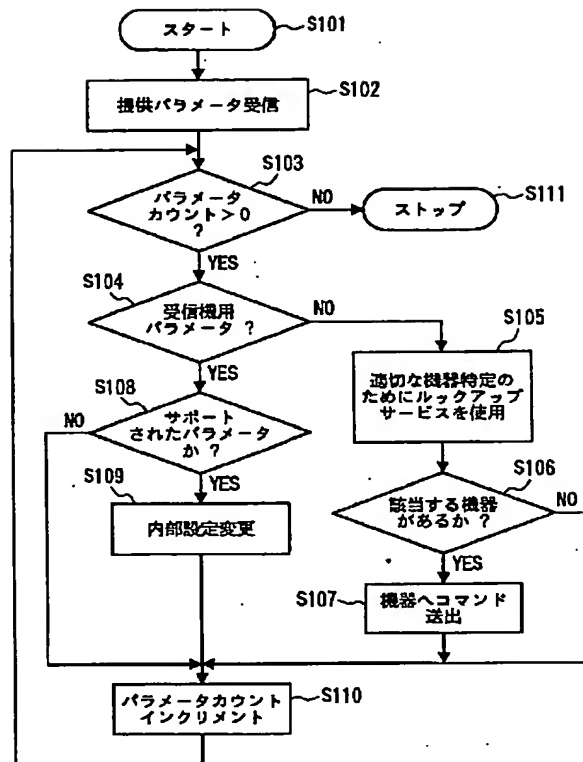 スタート
S101
提供パラメータ受信
S102
パラメータ
カウント>0
?
S103
NO
ストップ
S111
YES
受信機用
パラメータ ?
S104
NO
YES
適切な機器特定の
ためにルックアップ
サービスを使用
S105
サポート
されたパラメータ
か ?
S108
NO
YES
該当する機器
があるか ?
S106
NO
YES
内部設定変更
S109
機器へコマンド
送出
S107
パラメータカウント
インクリメント
S110